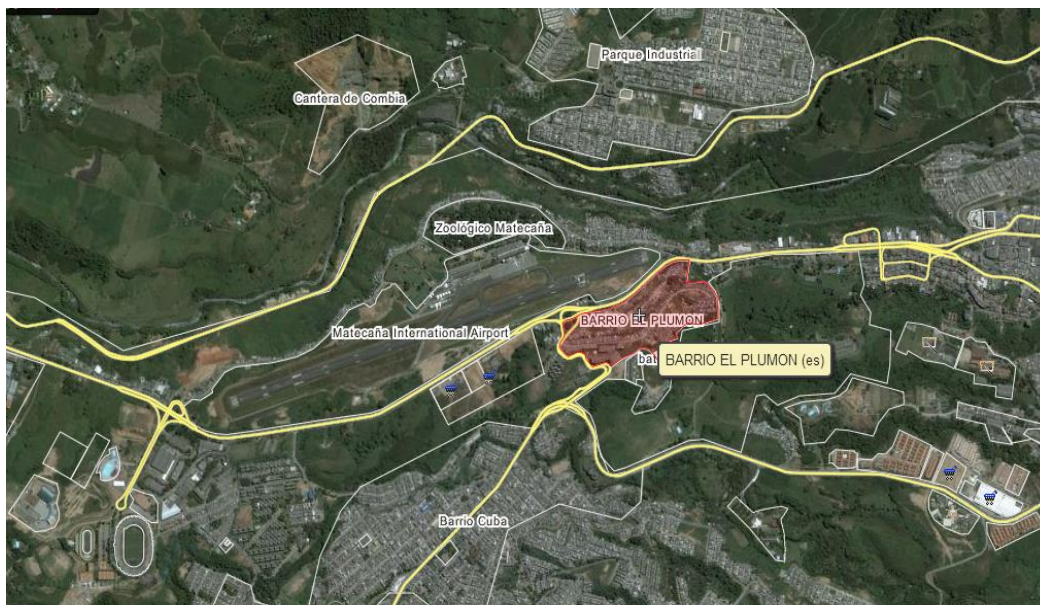 Parque Industrial
Cantera de Combia
Zoológico Matecaña
BARRIO EL PLUMON
Matecaña International Airport
bat
BARRIO EL PLUMON (es)
Barrio Cuba